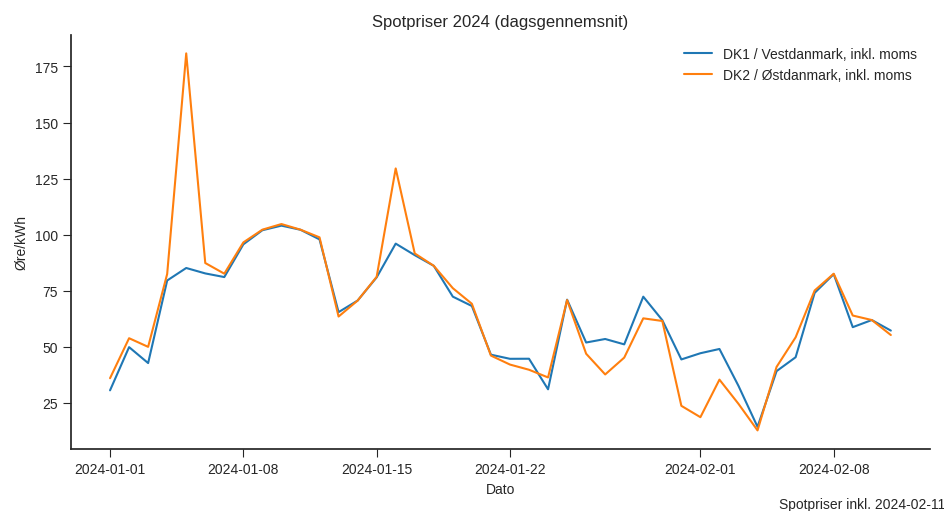 Spotpriser 2024 (dagsgennemsnit)
DK1 / Vestdanmark, inkl. moms
DK2 / Østdanmark, inkl. moms
Øre/kWh
175
150
125
100
75
50
25
2024-01-01
2024-01-08
2024-01-15
2024-01-22
2024-02-01
2024-02-08
Dato
Spotpriser inkl. 2024-02-11